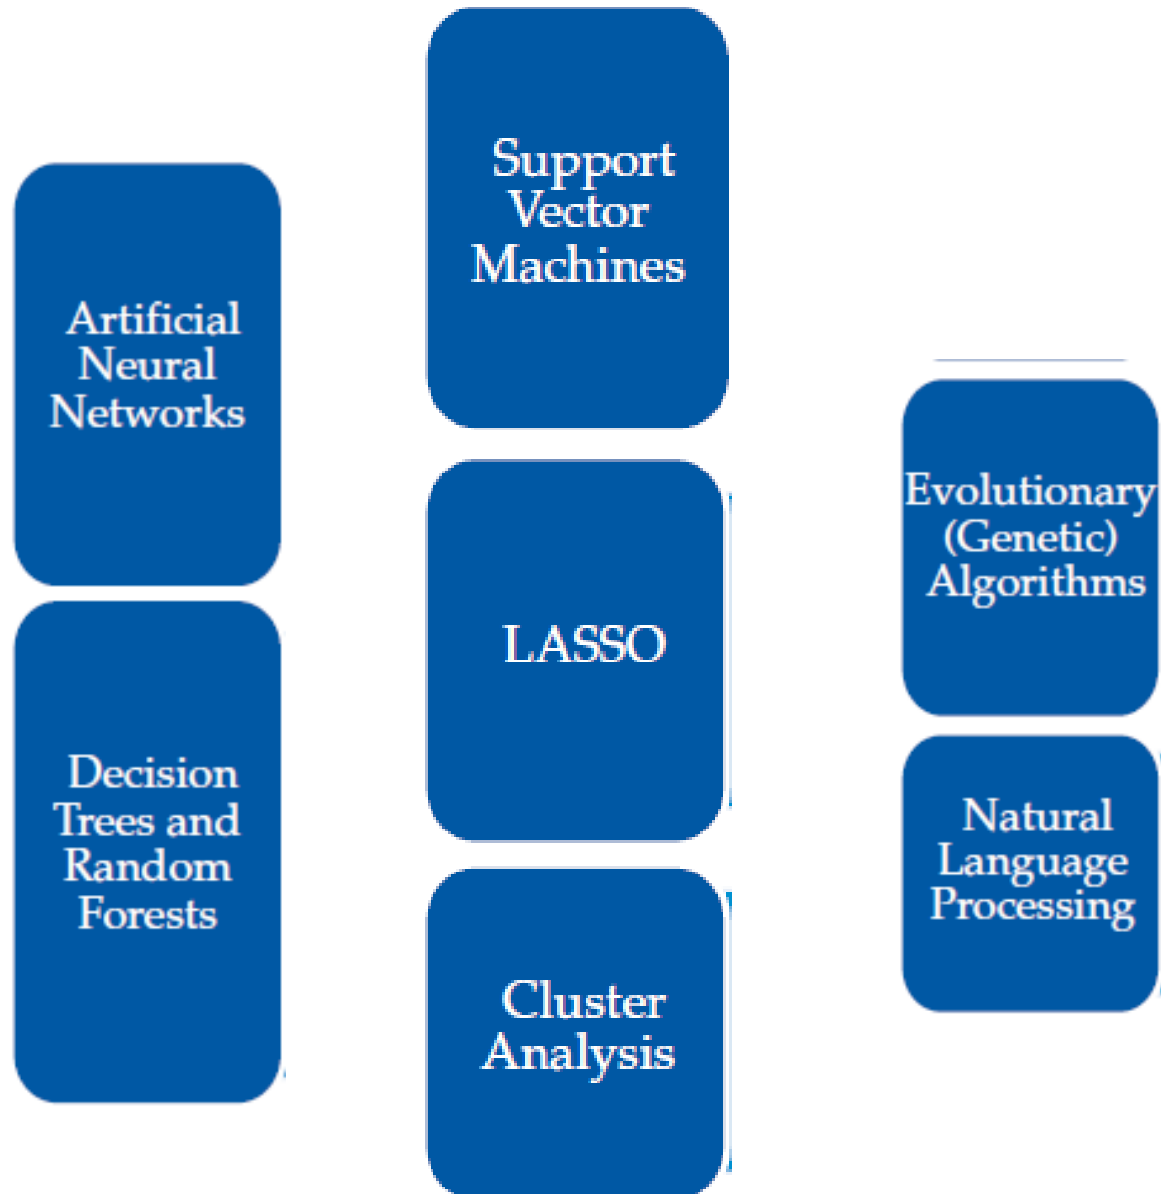 Artificial
Neural
Networks
Decision
Trees and
Random
Forests
Support
Vector
Machines
LASSO
Cluster
Analysis
Evolutionary
(Genetic)
Algorithms
Natural
Language
Processing